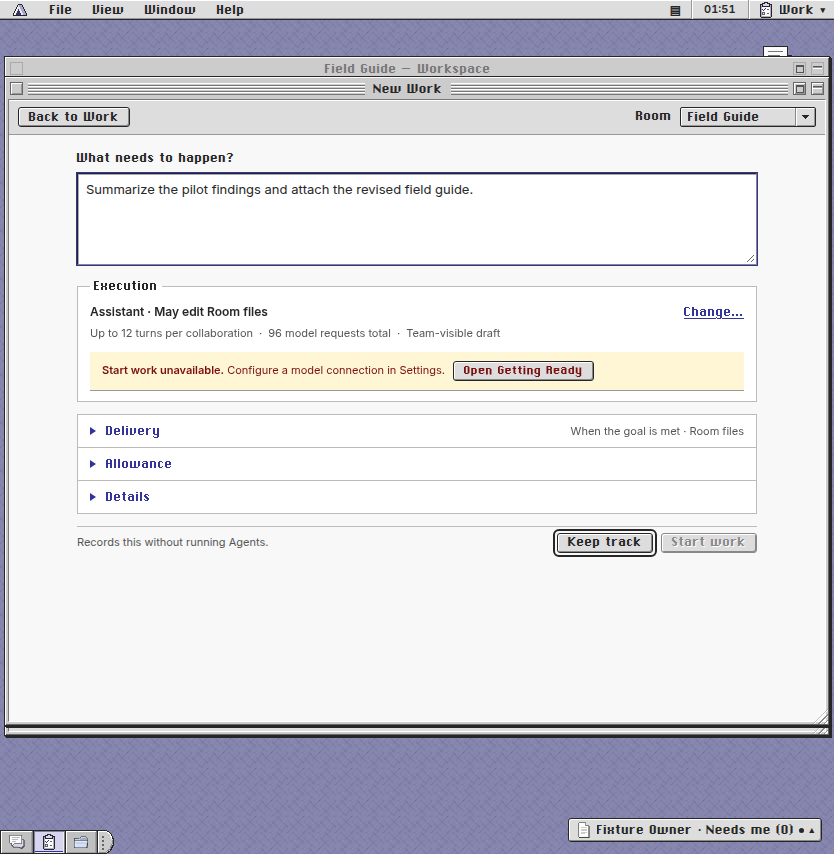 File View Window Help 01:51 Work
Field Guide — Workspace
New Work
Back to Work Room Field Guide
What needs to happen?
Summarize the pilot findings and attach the revised field guide.
Execution
Assistant · May edit Room files Change...
Up to 12 turns per collaboration · 96 model requests total · Team-visible draft
Start work unavailable. Configure a model connection in Settings. Open Getting Ready
Delivery When the goal is met · Room files
Allowance
Details
Records this without running Agents. Keep track Start work
Fixture Owner · Needs me (0)